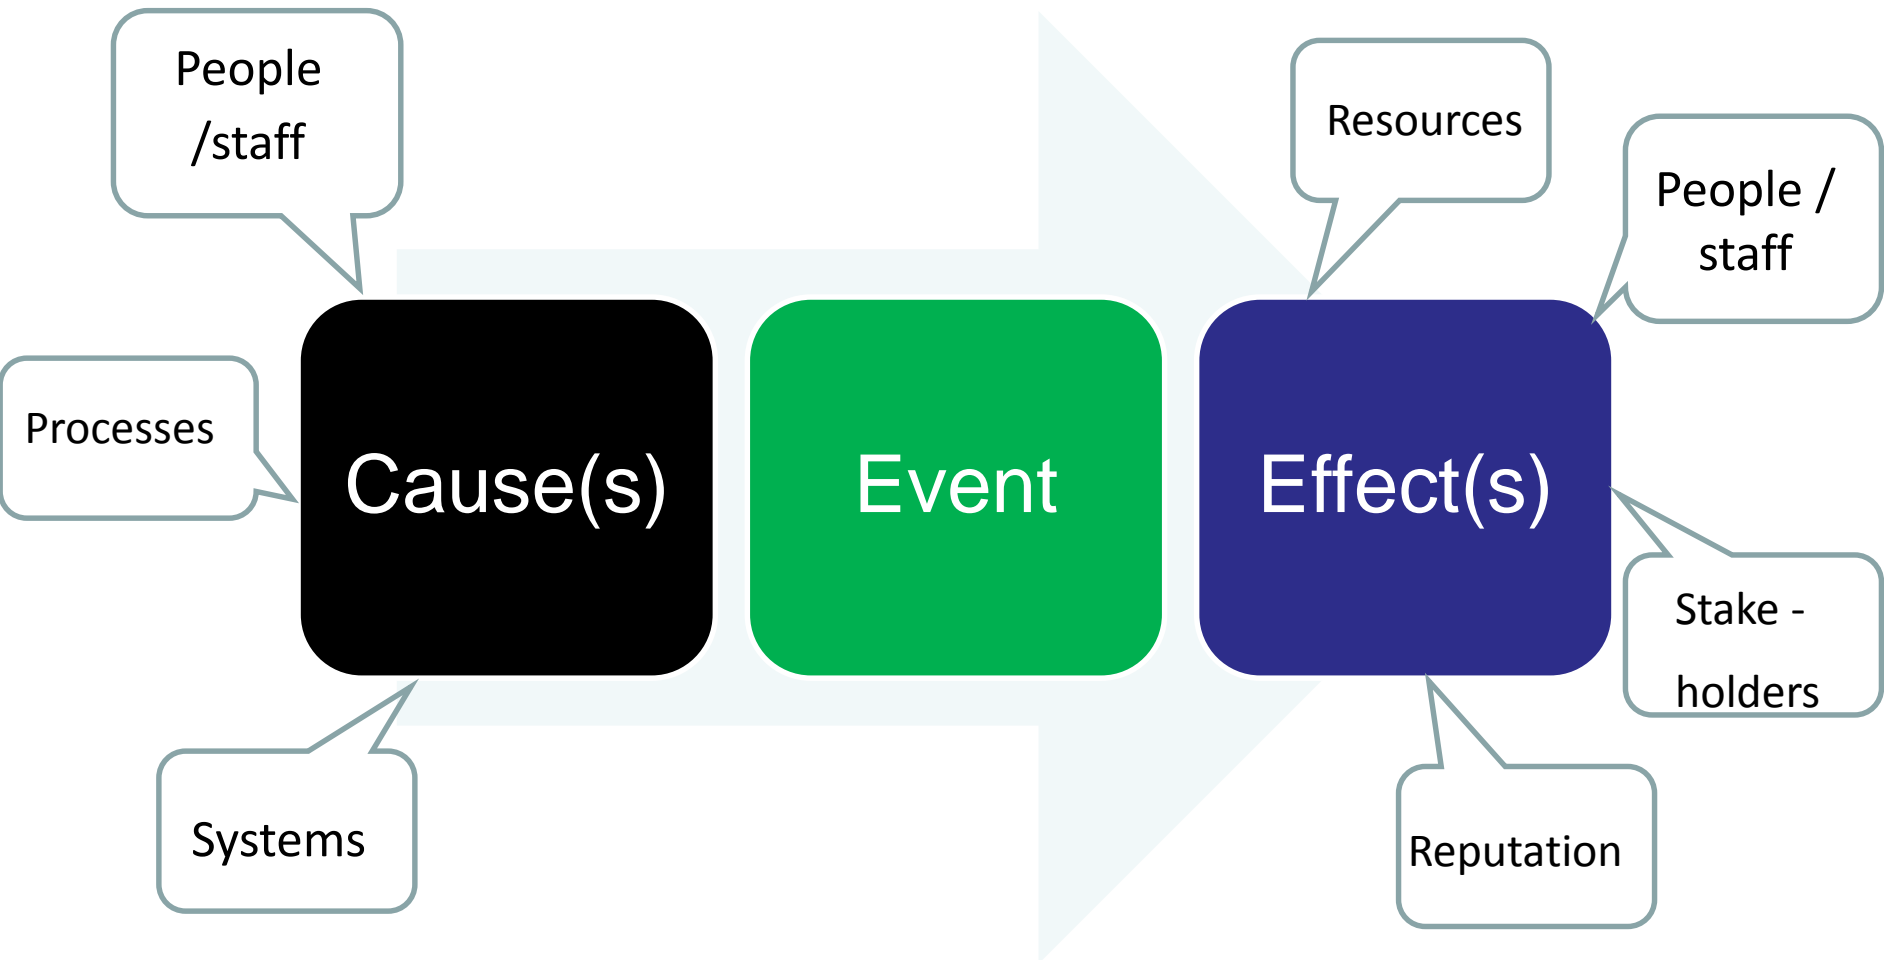 People
/staff
Processes
Systems
Cause(s)
Event
Effect(s)
Resources
People /
staff
Stake -
holders
Reputation